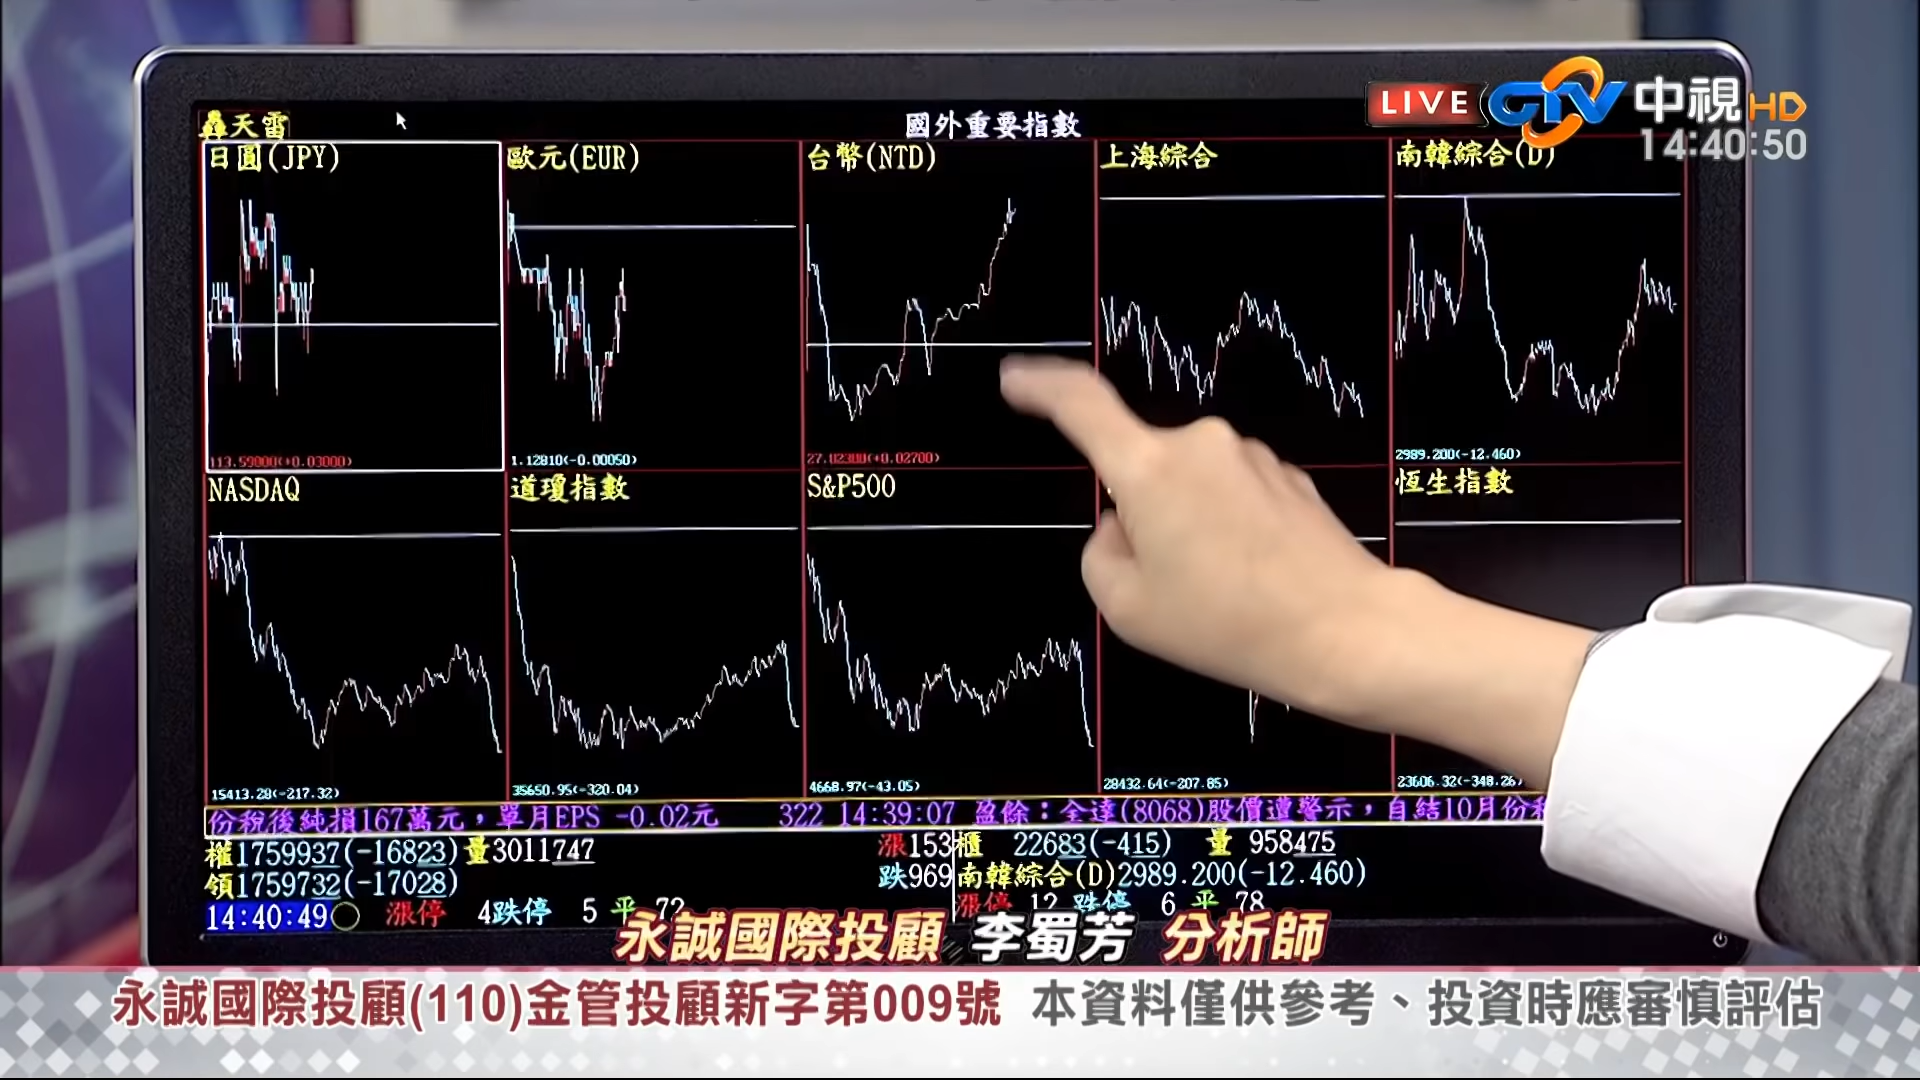 LIVE CTV 中視 HD
14:40:50
天雷
國外重要指數
日圓(JPY)
歐元(EUR)
台幣(NTD)
上海綜合
南韓綜合(D)
113.59000(+0.03000)
1.12810(-0.00050)
27.82300(+0.02700)
2989.200(-12.460)
NASDAQ
道瓊指數
S&P500
恆生指數
15413.28(-217.32)
35650.95(-320.04)
4668.97(-43.05)
28432.64(-207.85)
23606.32(-348.26)
份稅後純損167萬元，單月EPS -0.02元 322 14:39:07 盈餘：全達(8068)股價遭警示，自結10月份稅
權1759937(-16823)量3011747 漲153 櫃 22683(-415) 量 958475
領1759732(-17028) 跌969 南韓綜合(D)2989.200(-12.460)
14:40:49 漲停 4跌停 5 平 72 漲停 12 跌停 6 平 78
永誠國際投顧 李蜀芳 分析師
永誠國際投顧(110)金管投顧新字第009號 本資料僅供參考、投資時應審慎評估